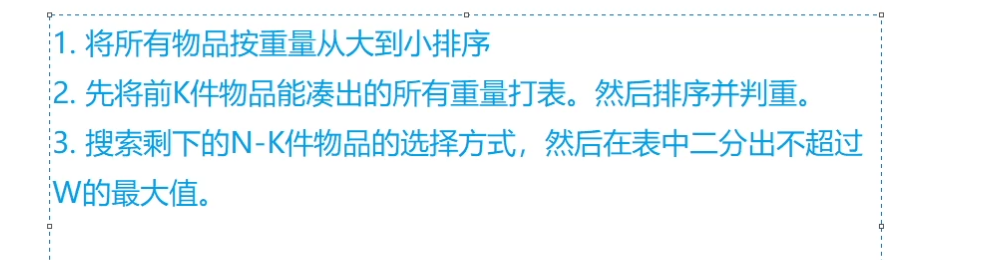 1. 将所有物品按重量从大到小排序
2. 先将前K件物品能凑出的所有重量打表。然后排序并判重。
3. 搜索剩下的N-K件物品的选择方式，然后在表中二分出不超过
W的最大值。